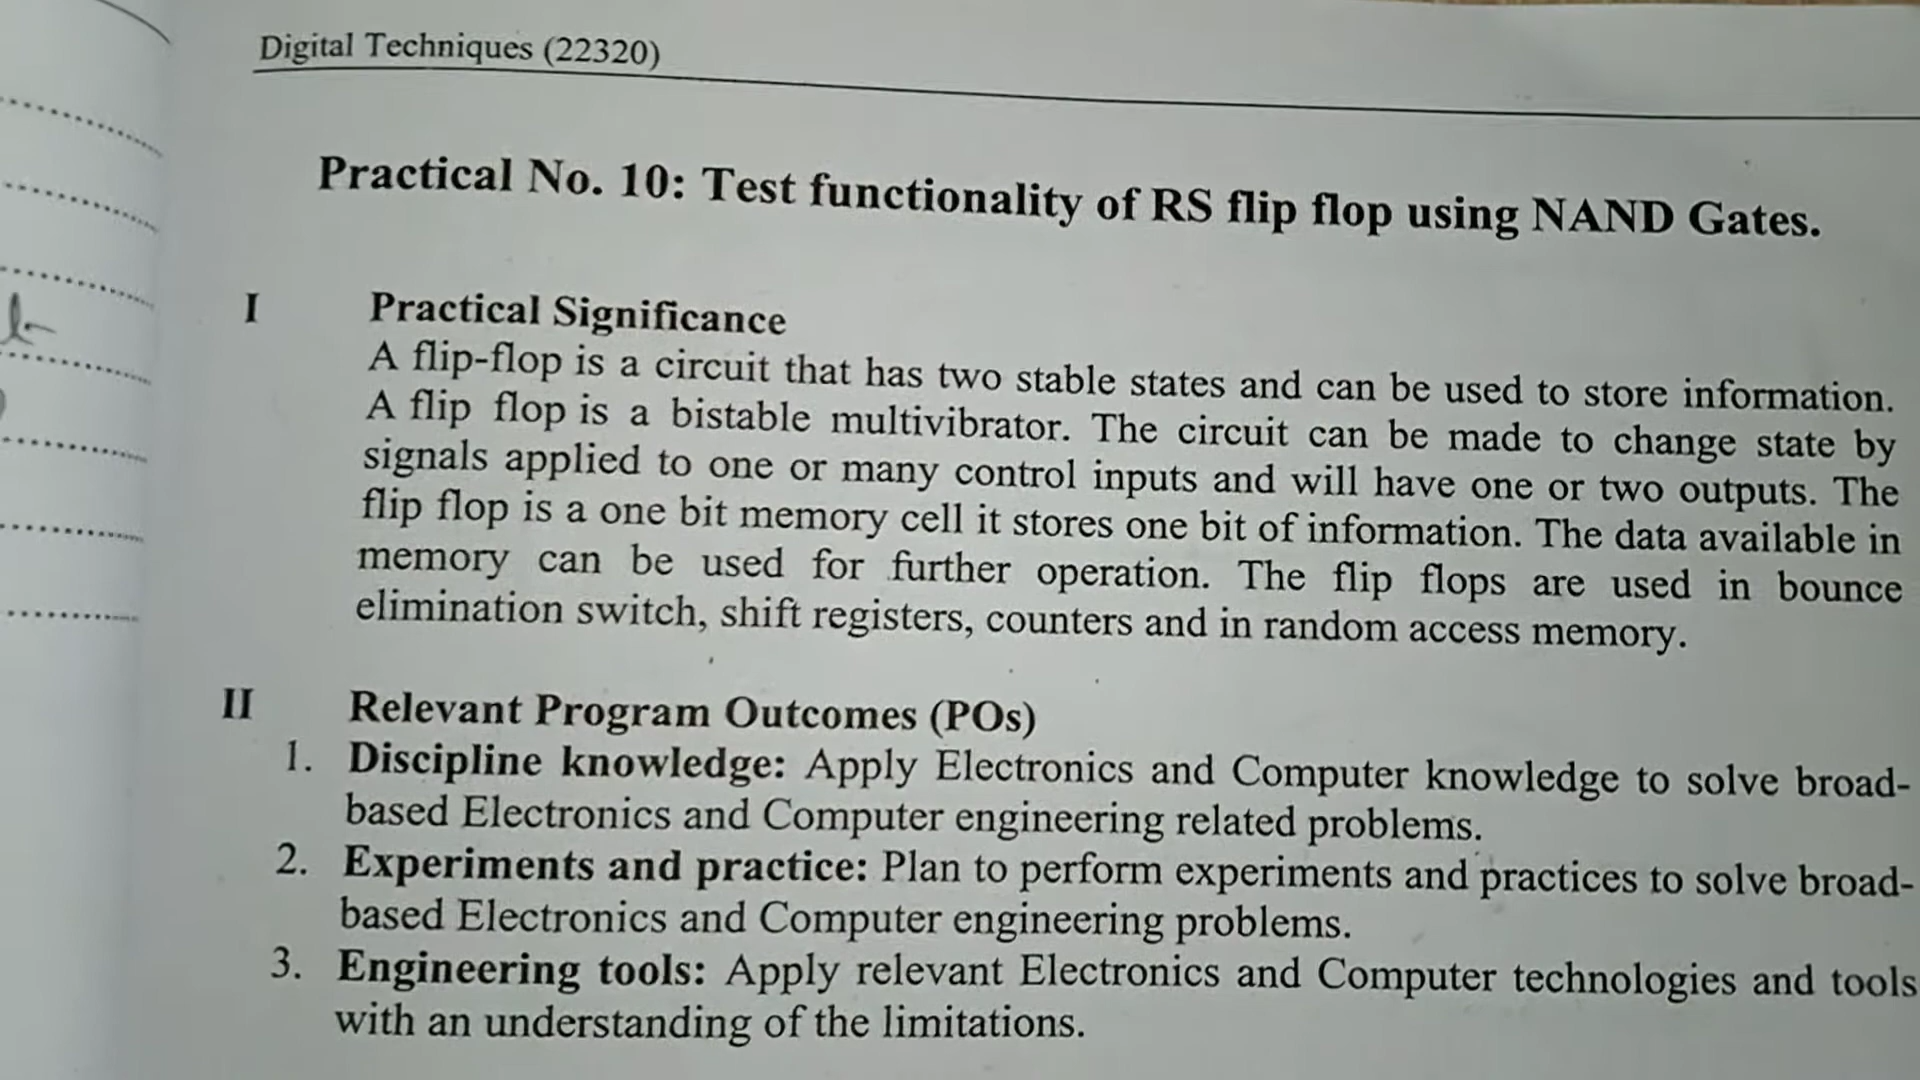 Digital Techniques (22320)
Practical No. 10: Test functionality of RS flip flop using NAND Gates.
I Practical Significance
A flip-flop is a circuit that has two stable states and can be used to store information.
A flip flop is a bistable multivibrator. The circuit can be made to change state by
signals applied to one or many control inputs and will have one or two outputs. The
flip flop is a one bit memory cell it stores one bit of information. The data available in
memory can be used for further operation. The flip flops are used in bounce
elimination switch, shift registers, counters and in random access memory.
II Relevant Program Outcomes (POs)
1. Discipline knowledge: Apply Electronics and Computer knowledge to solve broad-
based Electronics and Computer engineering related problems.
2. Experiments and practice: Plan to perform experiments and practices to solve broad-
based Electronics and Computer engineering problems.
3. Engineering tools: Apply relevant Electronics and Computer technologies and tools
with an understanding of the limitations.